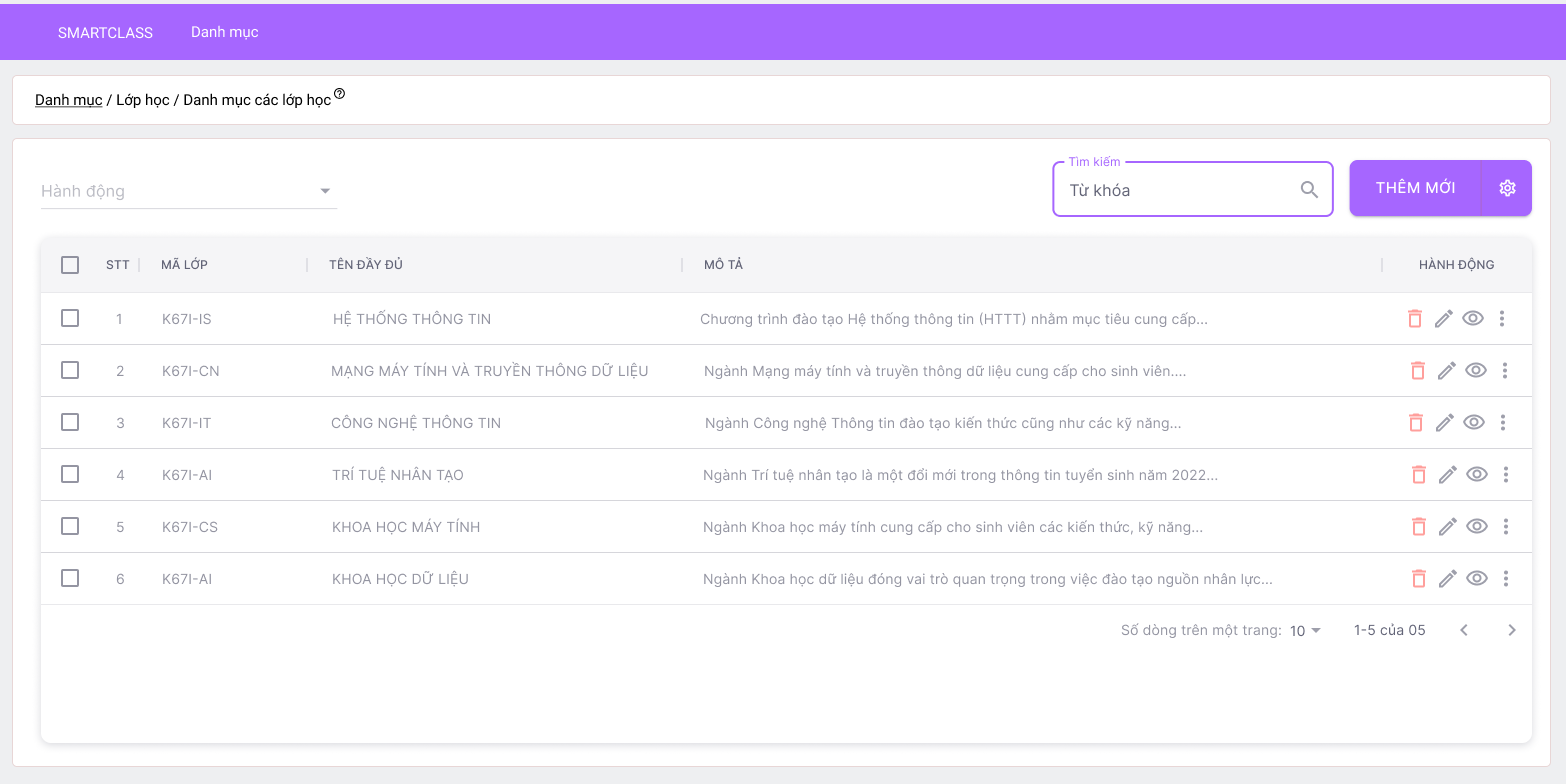 SMARTCLASS Danh mục
Danh mục / Lớp học / Danh mục các lớp học
Tìm kiếm
Hành động Từ khóa THÊM MỚI
STT MÃ LỚP TÊN ĐẦY ĐỦ MÔ TẢ HÀNH ĐỘNG
1 K67I-IS HỆ THỐNG THÔNG TIN Chương trình đào tạo Hệ thống thông tin (HTTT) nhằm mục tiêu cung cấp...
2 K67I-CN MẠNG MÁY TÍNH VÀ TRUYỀN THÔNG DỮ LIỆU Ngành Mạng máy tính và truyền thông dữ liệu cung cấp cho sinh viên....
3 K67I-IT CÔNG NGHỆ THÔNG TIN Ngành Công nghệ Thông tin đào tạo kiến thức cũng như các kỹ năng...
4 K67I-AI TRÍ TUỆ NHÂN TẠO Ngành Trí tuệ nhân tạo là một đổi mới trong thông tin tuyển sinh năm 2022...
5 K67I-CS KHOA HỌC MÁY TÍNH Ngành Khoa học máy tính cung cấp cho sinh viên các kiến thức, kỹ năng...
6 K67I-AI KHOA HỌC DỮ LIỆU Ngành Khoa học dữ liệu đóng vai trò quan trọng trong việc đào tạo nguồn nhân lực...
Số dòng trên một trang: 10 1-5 của 05